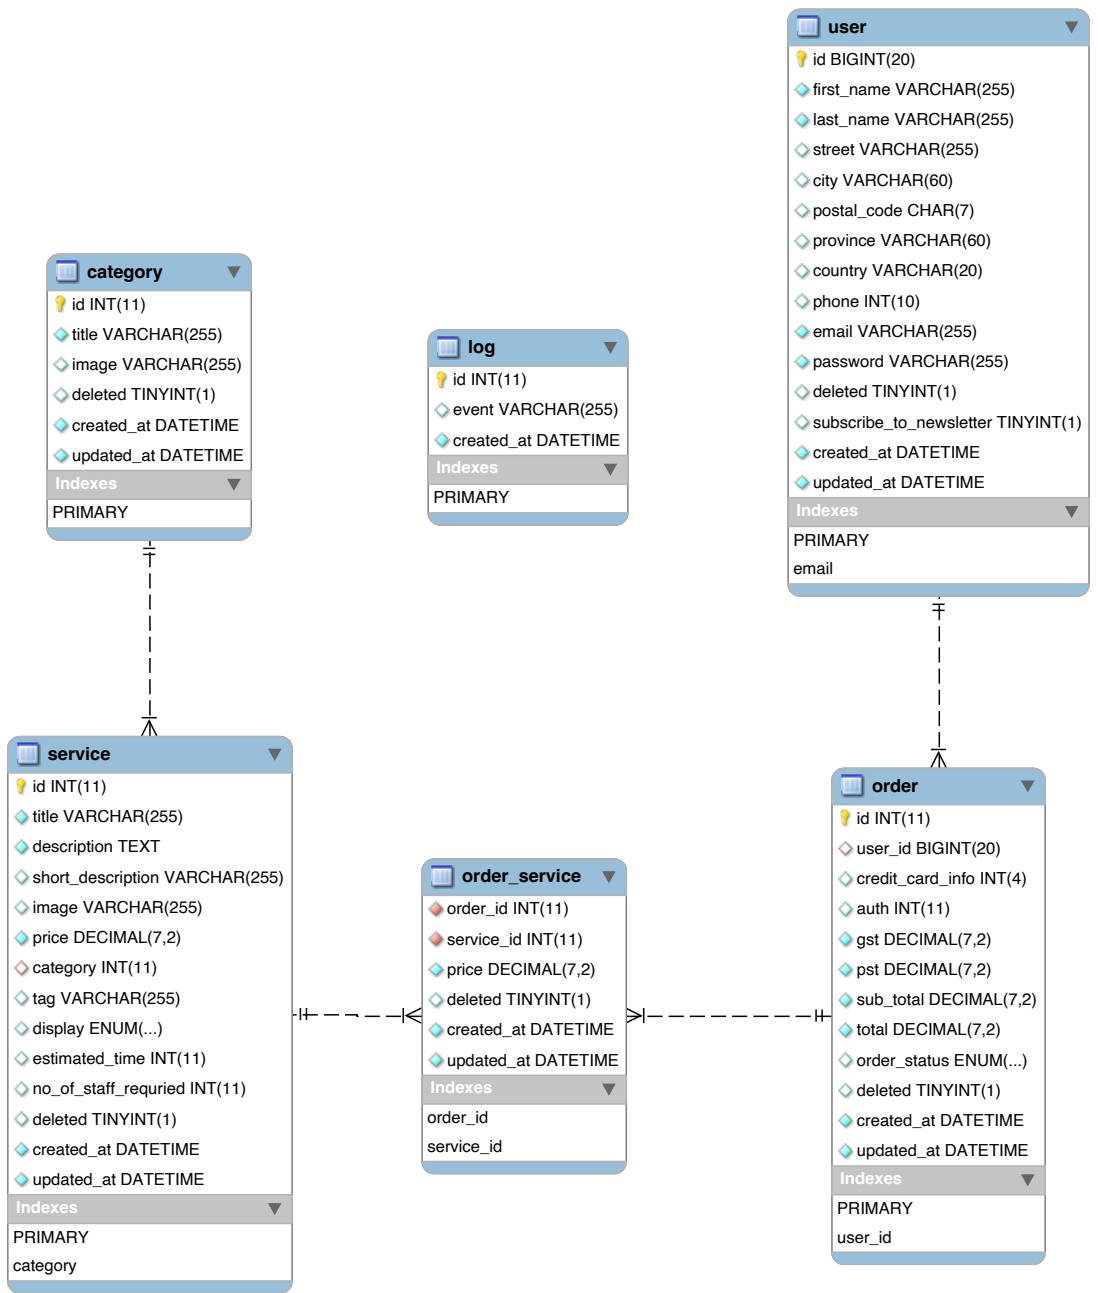 user
id BIGINT(20)
first_name VARCHAR(255)
last_name VARCHAR(255)
street VARCHAR(255)
city VARCHAR(60)
postal_code CHAR(7)
province VARCHAR(60)
country VARCHAR(20)
phone INT(10)
email VARCHAR(255)
password VARCHAR(255)
deleted TINYINT(1)
subscribe_to_newsletter TINYINT(1)
created_at DATETIME
updated_at DATETIME
Indexes
PRIMARY
email
category
id INT(11)
title VARCHAR(255)
image VARCHAR(255)
deleted TINYINT(1)
created_at DATETIME
updated_at DATETIME
Indexes
PRIMARY
log
id INT(11)
event VARCHAR(255)
created_at DATETIME
Indexes
PRIMARY
service
id INT(11)
title VARCHAR(255)
description TEXT
short_description VARCHAR(255)
image VARCHAR(255)
price DECIMAL(7,2)
category INT(11)
tag VARCHAR(255)
display ENUM(...)
estimated_time INT(11)
no_of_staff_requried INT(11)
deleted TINYINT(1)
created_at DATETIME
updated_at DATETIME
Indexes
PRIMARY
category
order_service
order_id INT(11)
service_id INT(11)
price DECIMAL(7,2)
deleted TINYINT(1)
created_at DATETIME
updated_at DATETIME
Indexes
order_id
service_id
order
id INT(11)
user_id BIGINT(20)
credit_card_info INT(4)
auth INT(11)
gst DECIMAL(7,2)
pst DECIMAL(7,2)
sub_total DECIMAL(7,2)
total DECIMAL(7,2)
order_status ENUM(...)
deleted TINYINT(1)
created_at DATETIME
updated_at DATETIME
Indexes
PRIMARY
user_id